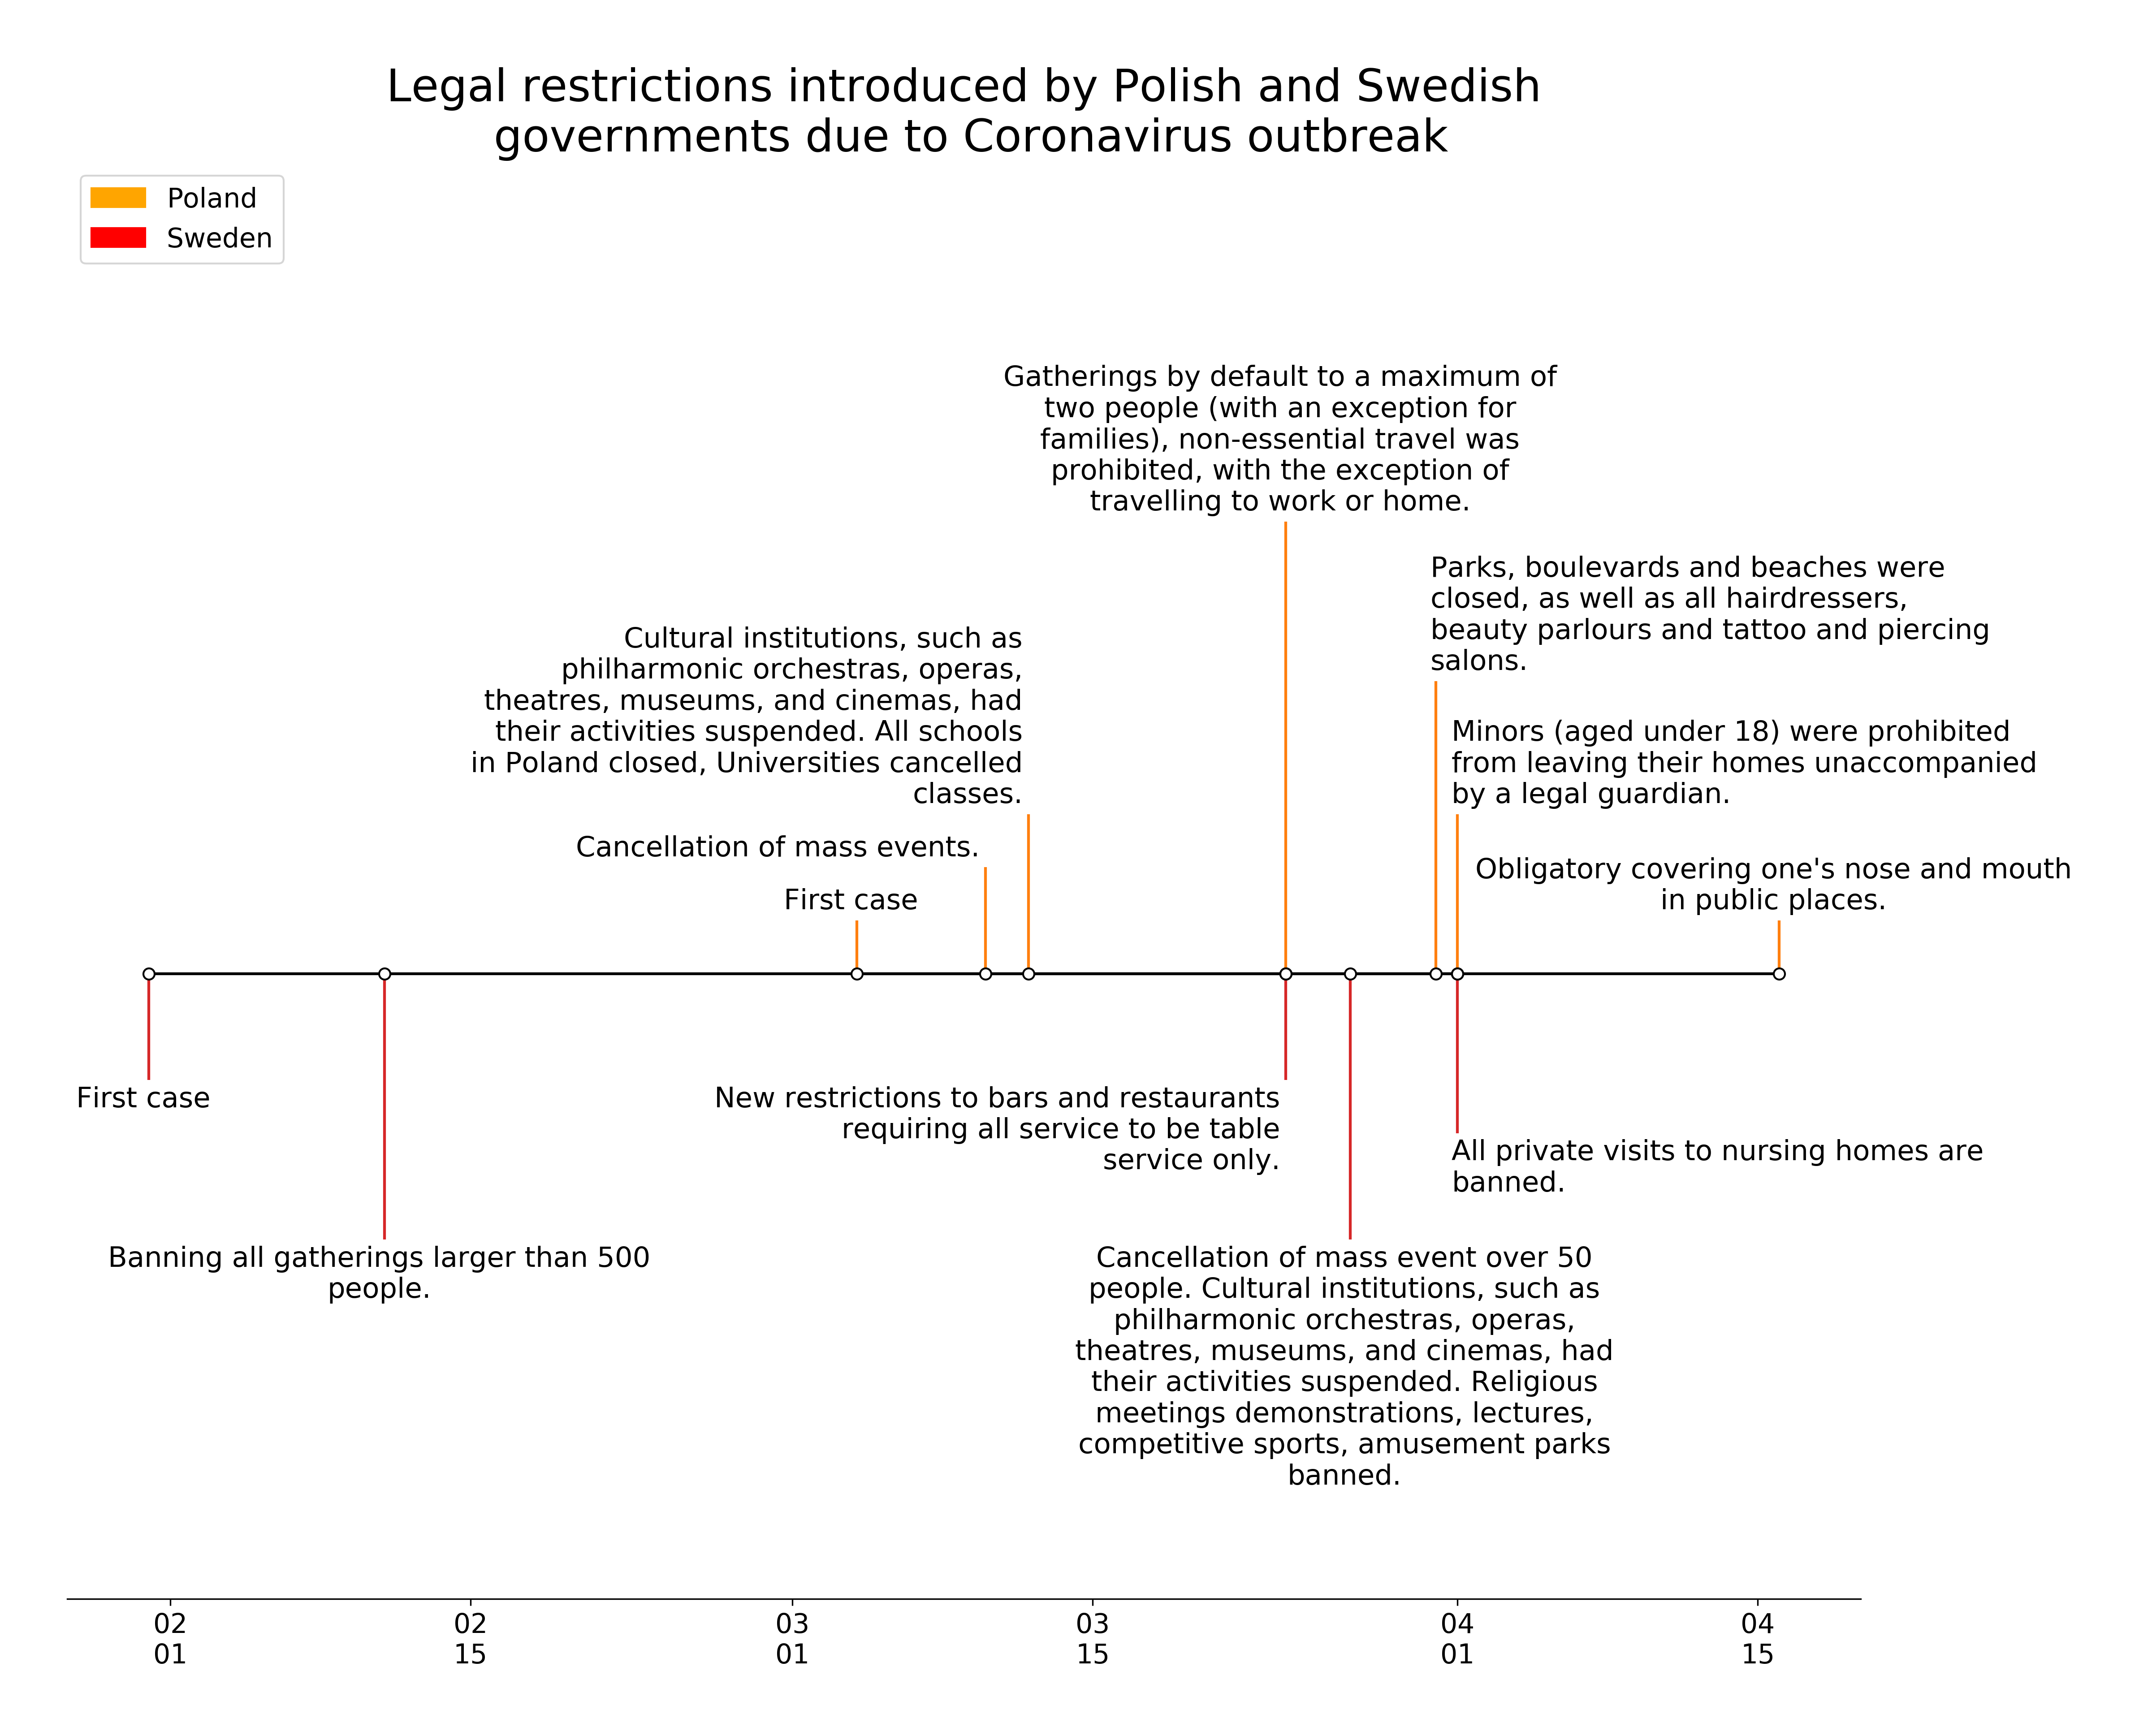 Legal restrictions introduced by Polish and Swedish
governments due to Coronavirus outbreak
Poland
Sweden
Gatherings by default to a maximum of
two people (with an exception for
families), non-essential travel was
prohibited, with the exception of
travelling to work or home.
Parks, boulevards and beaches were
closed, as well as all hairdressers,
beauty parlours and tattoo and piercing
salons.
Cultural institutions, such as
philharmonic orchestras, operas,
theatres, museums, and cinemas, had
their activities suspended. All schools
in Poland closed, Universities cancelled
classes.
Minors (aged under 18) were prohibited
from leaving their homes unaccompanied
by a legal guardian.
Cancellation of mass events.
First case
Obligatory covering one's nose and mouth
in public places.
First case
New restrictions to bars and restaurants
requiring all service to be table
service only.
All private visits to nursing homes are
banned.
Banning all gatherings larger than 500
people.
Cancellation of mass event over 50
people. Cultural institutions, such as
philharmonic orchestras, operas,
theatres, museums, and cinemas, had
their activities suspended. Religious
meetings demonstrations, lectures,
competitive sports, amusement parks
banned.
02 02 03 03 04 04
01 15 01 15 01 15